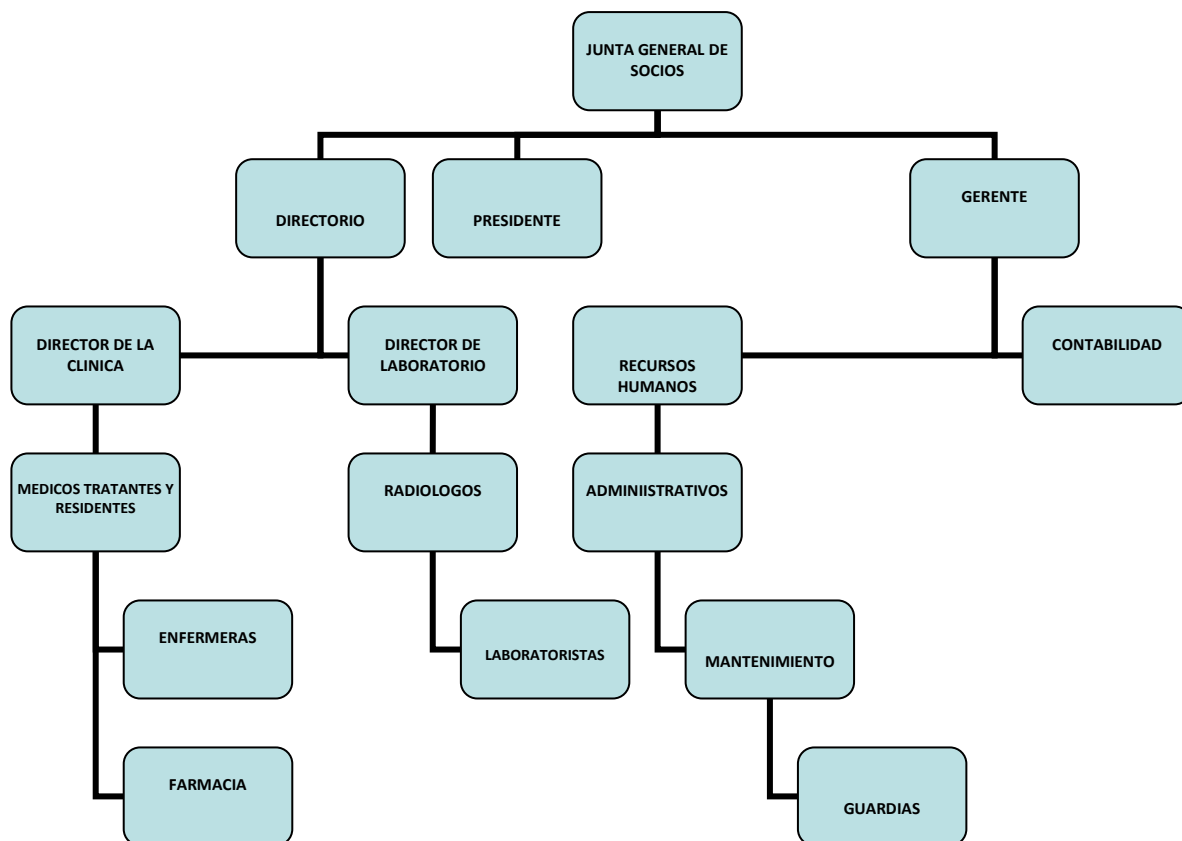 JUNTA GENERAL DE
SOCIOS
DIRECTORIO
PRESIDENTE
GERENTE
DIRECTOR DE LA
CLINICA
DIRECTOR DE
LABORATORIO
RECURSOS
HUMANOS
CONTABILIDAD
MEDICOS TRATANTES Y
RESIDENTES
RADIOLOGOS
ADMINIISTRATIVOS
ENFERMERAS
LABORATORISTAS
MANTENIMIENTO
FARMACIA
GUARDIAS